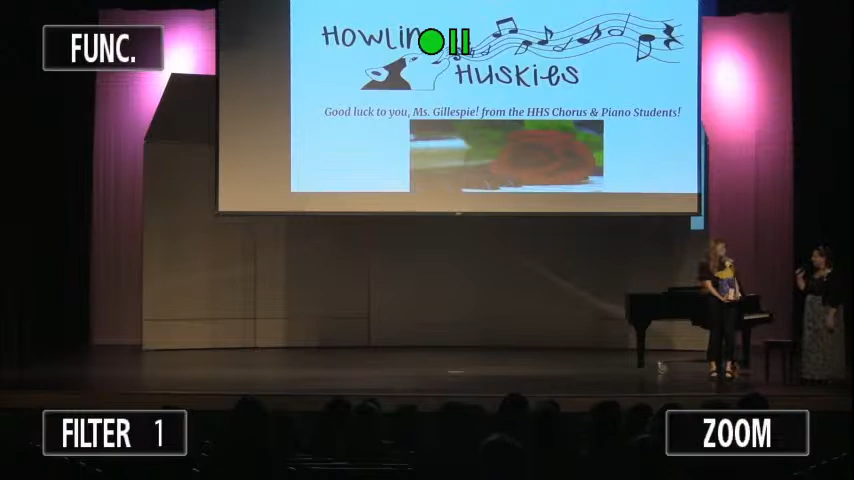 FUNC.
Howlin
Huskies
Good luck to you, Ms. Gillespie! from the HHS Chorus & Piano Students!
FILTER 1
ZOOM